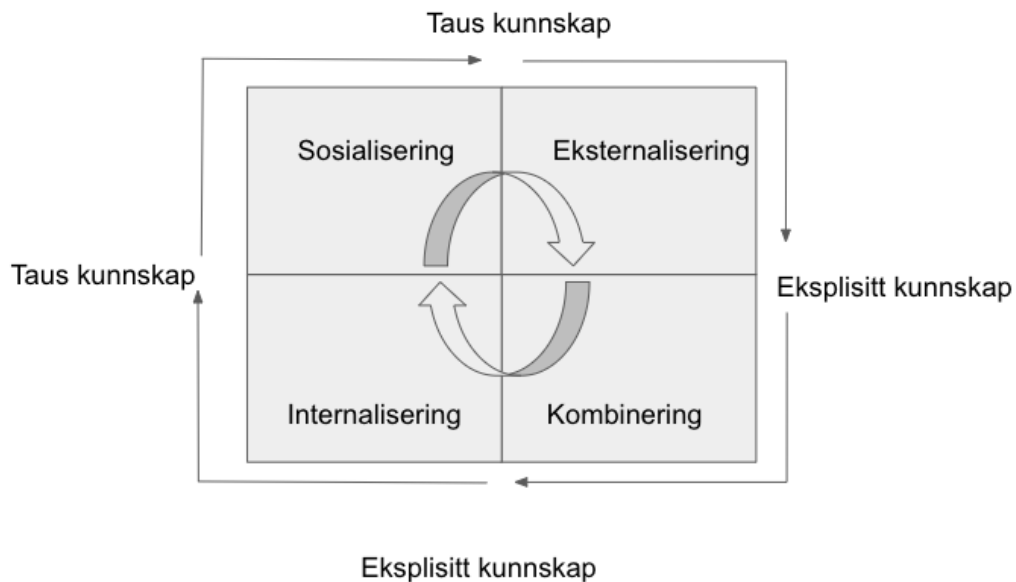 Taus kunnskap
Sosialisering
Eksternalisering
Taus kunnskap
Eksplisitt kunnskap
Internalisering
Kombinering
Eksplisitt kunnskap